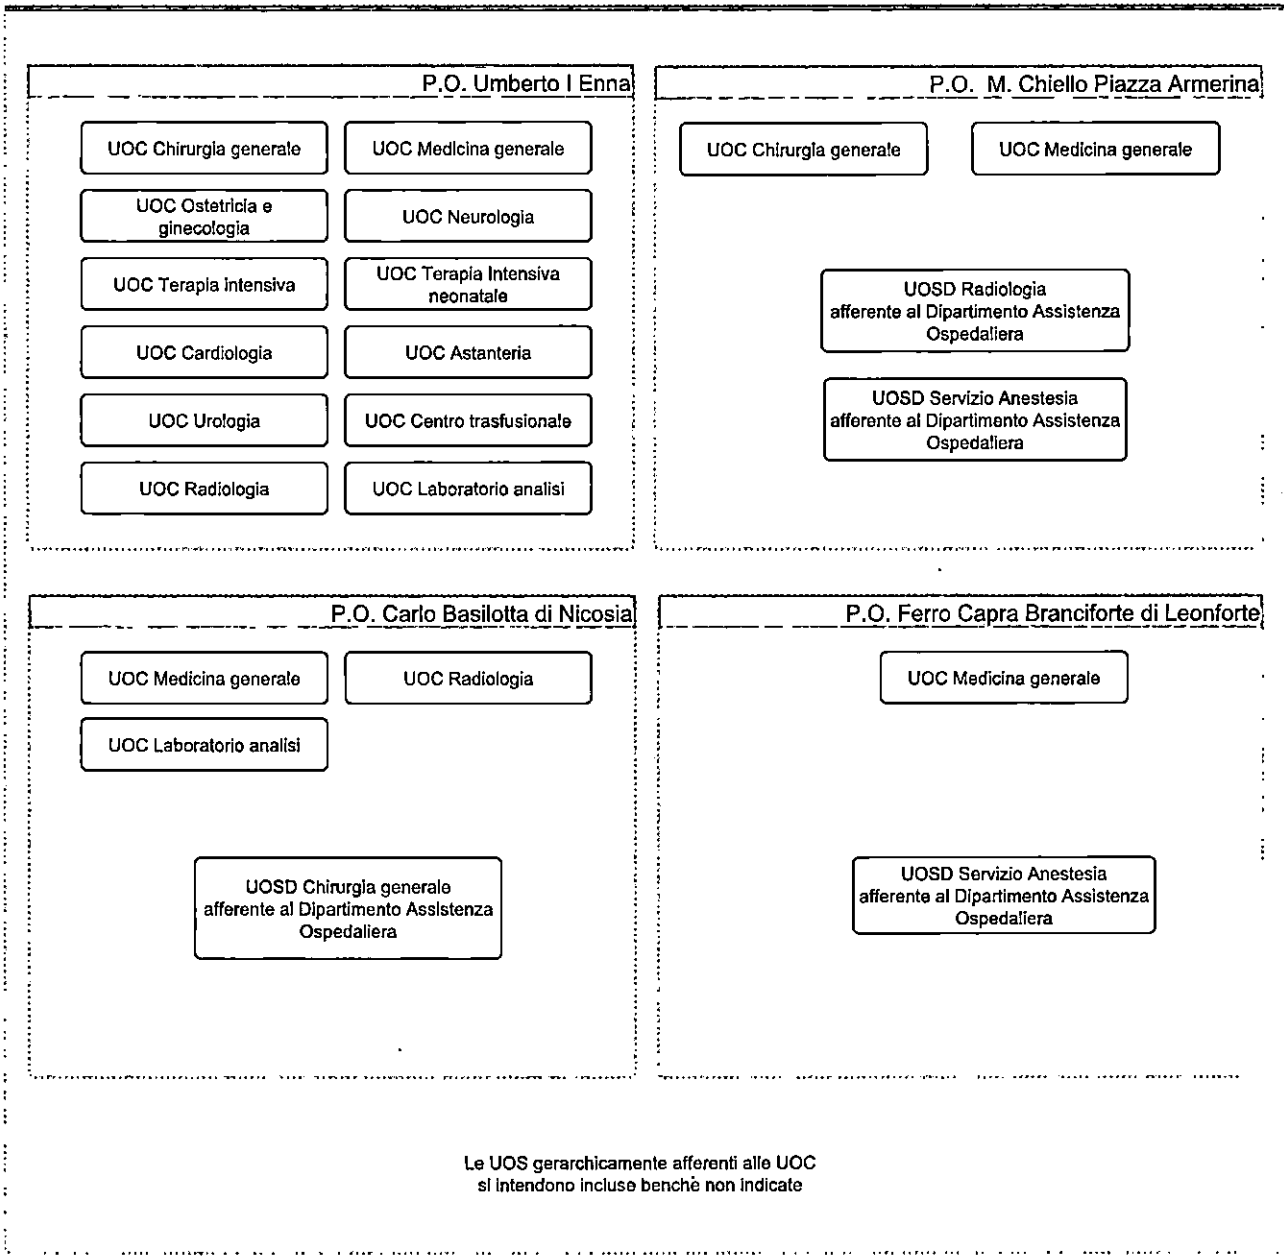 P.O. Umberto I Enna
UOC Chirurgia generale
UOC Medicina generale
UOC Ostetricia e
ginecologia
UOC Neurologia
UOC Terapia intensiva
UOC Terapia Intensiva
neonatale
UOC Cardiologia
UOC Astanteria
UOC Urologia
UOC Centro trasfusionale
UOC Radiologia
UOC Laboratorio analisi
P.O. M. Chiello Piazza Armerina
UOC Chirurgia generale
UOC Medicina generale
UOSD Radiologia
afferente al Dipartimento Assistenza
Ospedaliera
UOSD Servizio Anestesia
afferente al Dipartimento Assistenza
Ospedaliera
P.O. Carlo Basilotta di Nicosia
UOC Medicina generale
UOC Radiologia
UOC Laboratorio analisi
UOSD Chirurgia generale
afferente al Dipartimento Assistenza
Ospedaliera
P.O. Ferro Capra Branciforte di Leonforte
UOC Medicina generale
UOSD Servizio Anestesia
afferente al Dipartimento Assistenza
Ospedaliera
Le UOS gerarchicamente afferenti alle UOC
si intendono incluse benchè non indicate